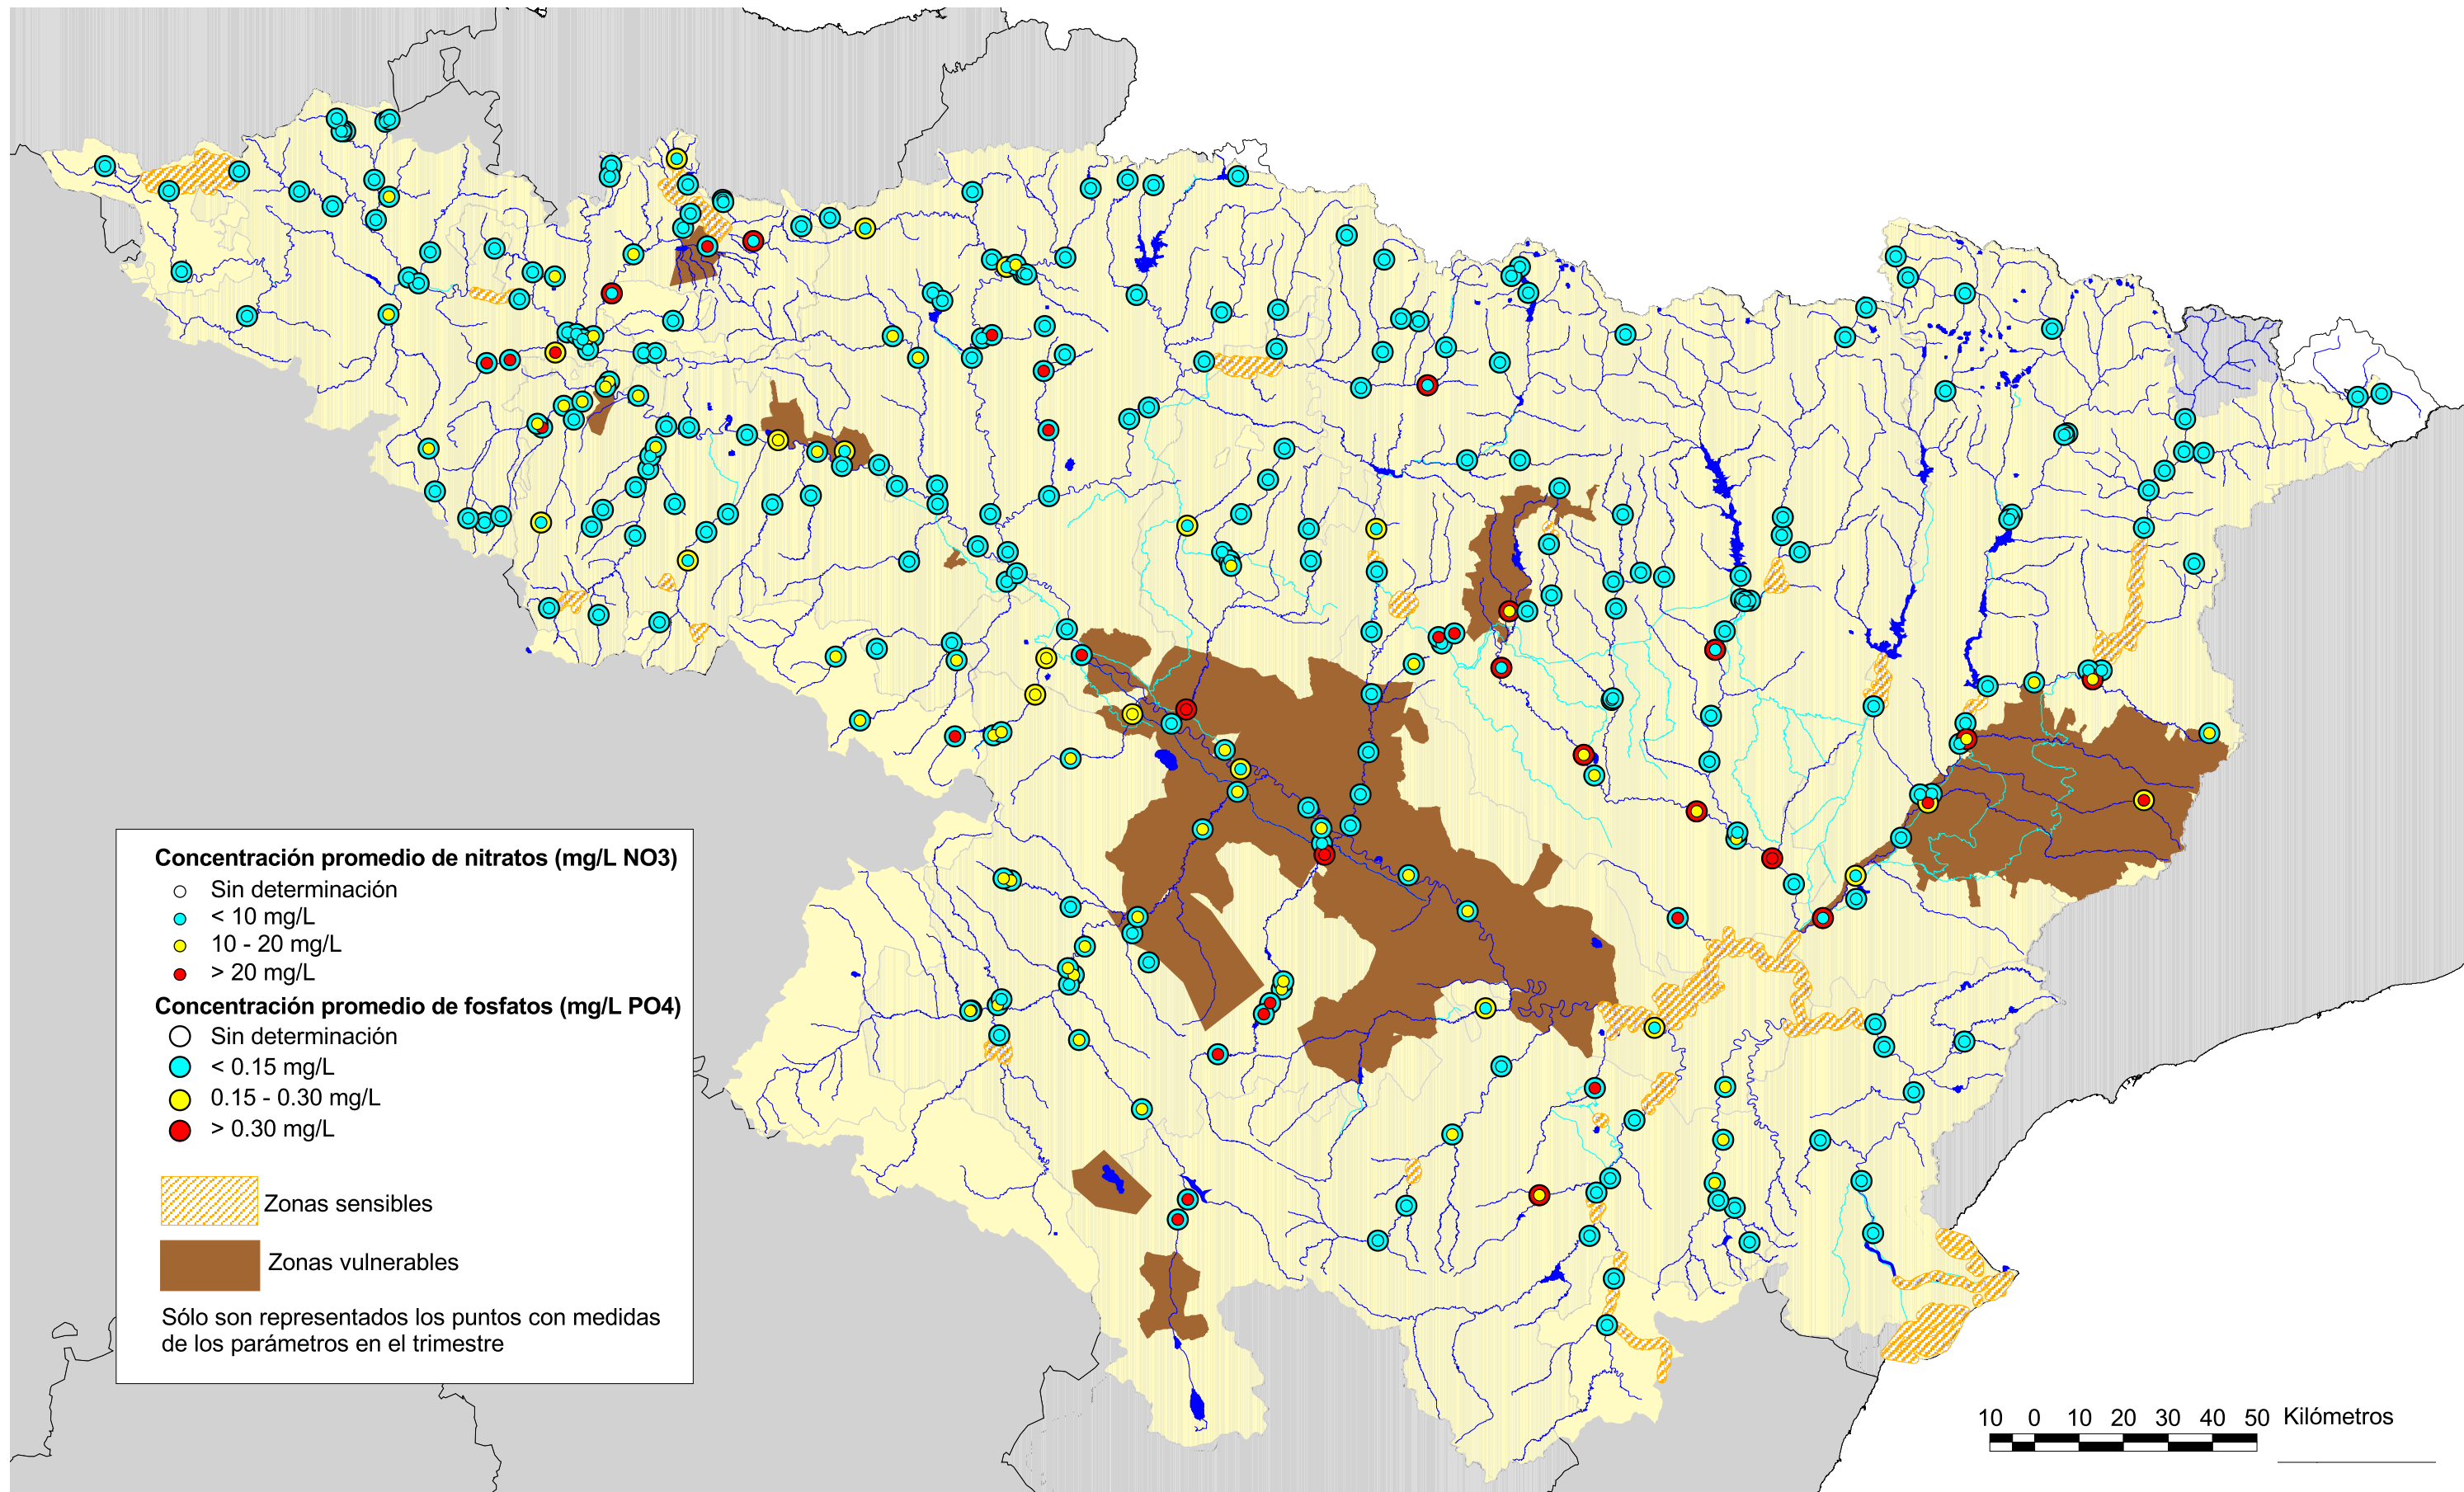 Concentración promedio de nitratos (mg/L NO3)
Sin determinación
< 10 mg/L
10 - 20 mg/L
> 20 mg/L
Concentración promedio de fosfatos (mg/L PO4)
Sin determinación
< 0.15 mg/L
0.15 - 0.30 mg/L
> 0.30 mg/L
Zonas sensibles
Zonas vulnerables
Sólo son representados los puntos con medidas
de los parámetros en el trimestre
10 0 10 20 30 40 50 Kilómetros